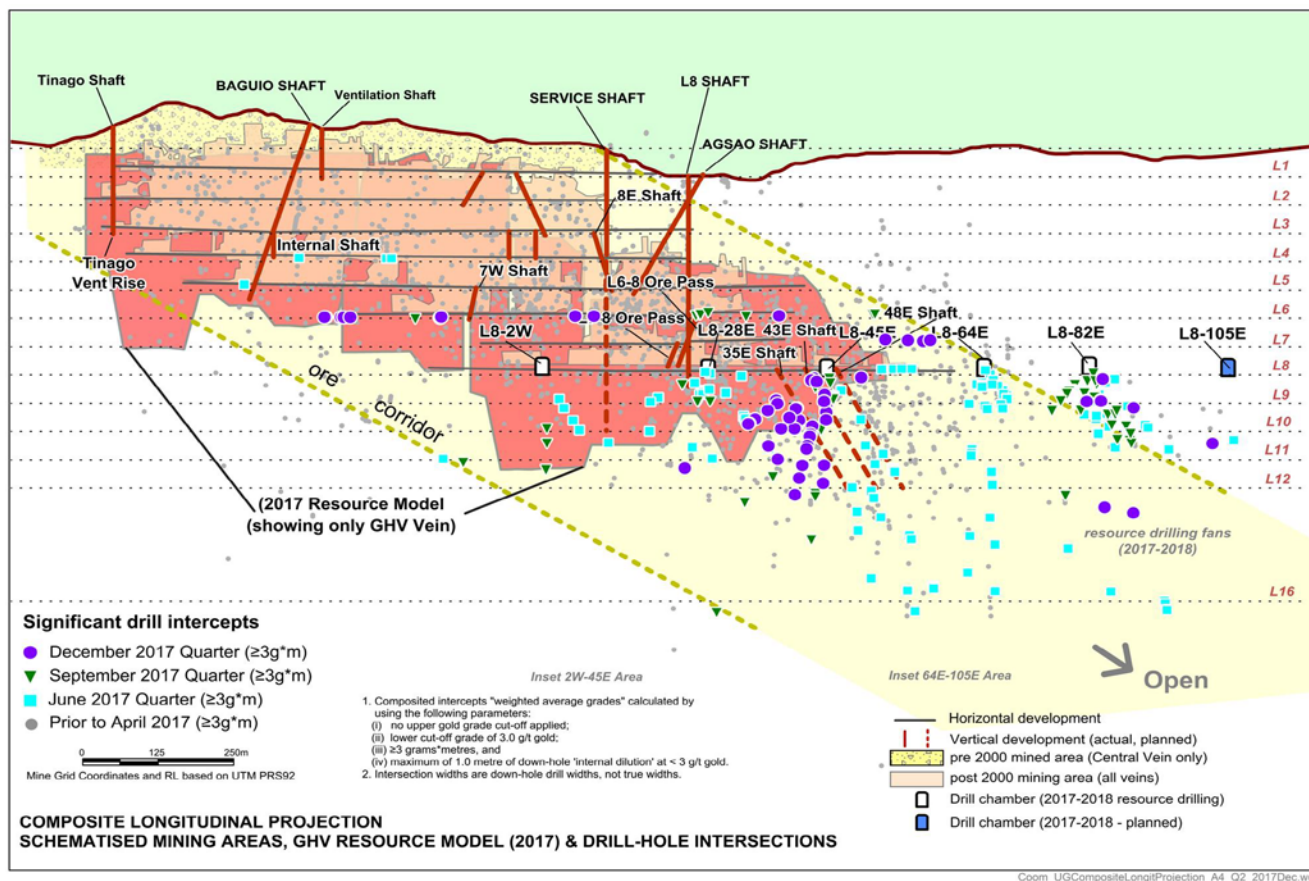 Tinago Shaft
BAGUIO SHAFT
Ventilation Shaft
SERVICE SHAFT
L8 SHAFT
AGSAO SHAFT
L1
L2
8E Shaft
L3
Internal Shaft
L4
Tinago
Vent Rise
7W Shaft
L6-8 Ore Pass
L5
L6
8 Ore Pass
48E Shaft
L8-2W
L8-28E
43E Shaft
L8-45E
L8-64E
L8-82E
L8-105E
L7
35E Shaft
L8
L9
ore
corridor
L10
L11
L12
(2017 Resource Model
(showing only GHV Vein)
resource drilling fans
(2017-2018)
L16
Significant drill intercepts
December 2017 Quarter (≥3g*m)
September 2017 Quarter (≥3g*m)
June 2017 Quarter (≥3g*m)
Prior to April 2017 (≥3g*m)
0 125 250m
Mine Grid Coordinates and RL based on UTM PRS92
Inset 2W-45E Area
Inset 64E-105E Area
Open
1. Composited intercepts "weighted average grades" calculated by
using the following parameters:
(i) no upper gold grade cut-off applied;
(ii) lower cut-off grade of 3.0 g/t gold;
(iii) ≥3 grams*metres, and
(iv) maximum of 1.0 metre of down-hole 'internal dilution' at < 3 g/t gold.
2. Intersection widths are down-hole drill widths, not true widths.
Horizontal development
Vertical development (actual, planned)
pre 2000 mined area (Central Vein only)
post 2000 mining area (all veins)
Drill chamber (2017-2018 resource drilling)
Drill chamber (2017-2018 - planned)
COMPOSITE LONGITUDINAL PROJECTION
SCHEMATISED MINING AREAS, GHV RESOURCE MODEL (2017) & DRILL-HOLE INTERSECTIONS
Coom_UGCompositeLongitProjection_A4_Q2_2017Dec.w